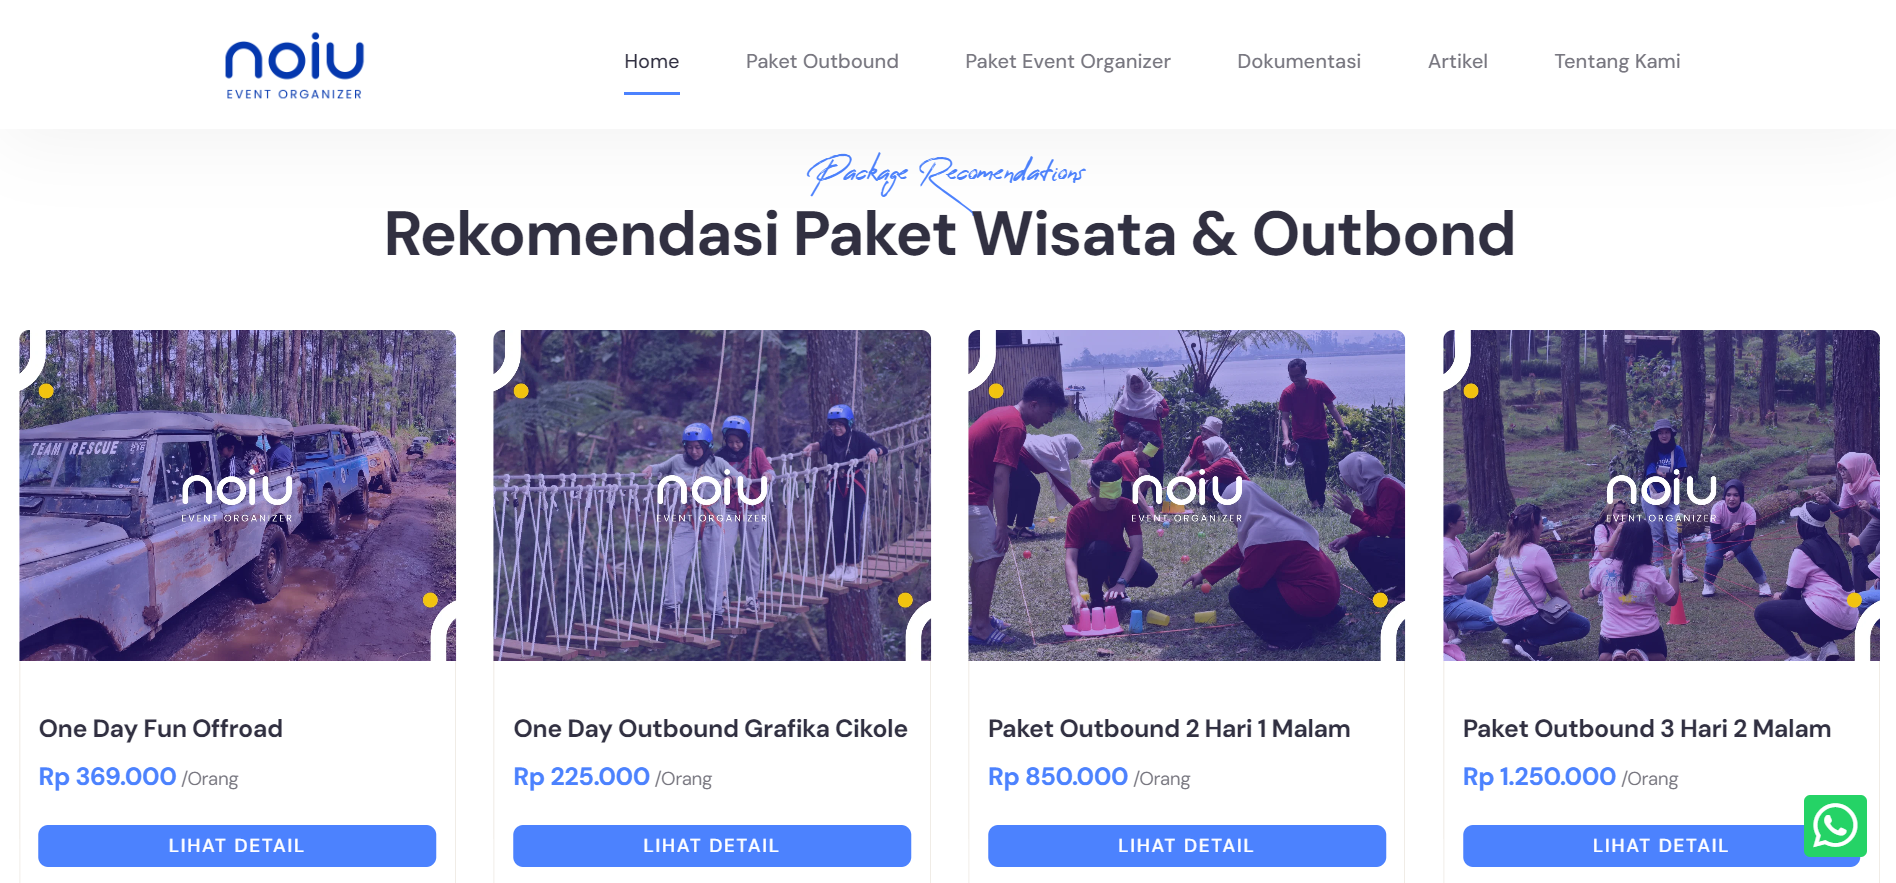 noiu
EVENT ORGANIZER
Home
Paket Outbound
Paket Event Organizer
Dokumentasi
Artikel
Tentang Kami
Package Recomendations
Rekomendasi Paket Wisata & Outbond
TEAM RESCUE
noiu
EVENT ORGANIZER
noiu
EVENT ORGANIZER
noiu
EVENT ORGANIZER
noiu
EVENT ORGANIZER
One Day Fun Offroad
Rp 369.000 /Orang
LIHAT DETAIL
One Day Outbound Grafika Cikole
Rp 225.000 /Orang
LIHAT DETAIL
Paket Outbound 2 Hari 1 Malam
Rp 850.000 /Orang
LIHAT DETAIL
Paket Outbound 3 Hari 2 Malam
Rp 1.250.000 /Orang
LIHAT DETAIL